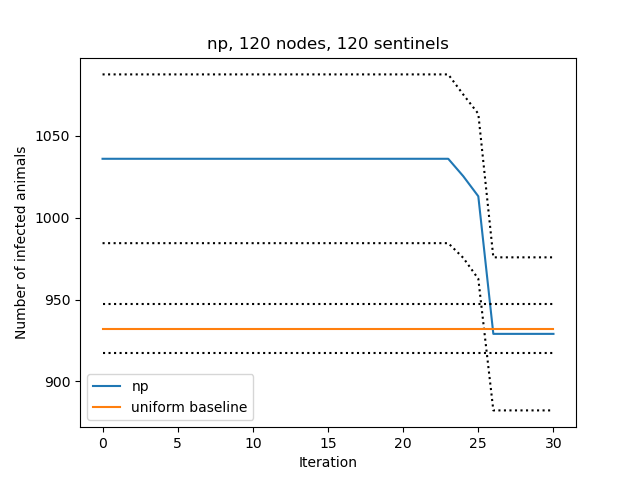 np, 120 nodes, 120 sentinels
Number of infected animals
1050
1000
950
900
np
uniform baseline
0 5 10 15 20 25 30
Iteration